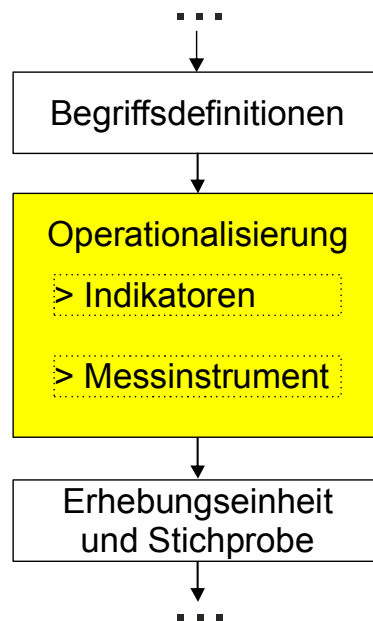 ...
Begriffsdefinitionen
Operationalisierung
> Indikatoren
> Messinstrument
Erhebungseinheit
und Stichprobe
...